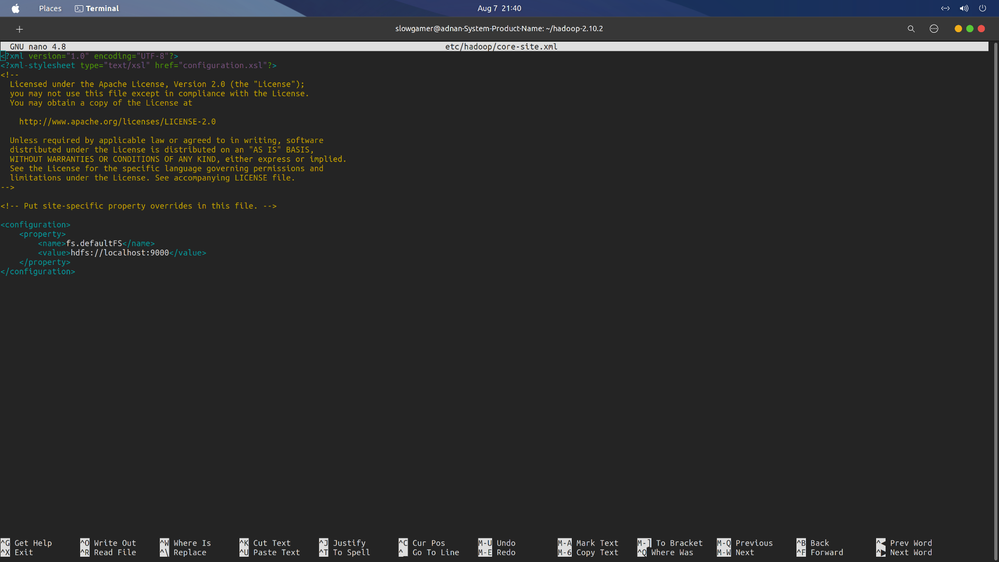 Places Terminal Aug 7 21:40
slowgamer@adnan-System-Product-Name: ~/hadoop-2.10.2
GNU nano 4.8 etc/hadoop/core-site.xml
<?xml version="1.0" encoding="UTF-8"?>
<?xml-stylesheet type="text/xsl" href="configuration.xsl"?>
<!--
  Licensed under the Apache License, Version 2.0 (the "License");
  you may not use this file except in compliance with the License.
  You may obtain a copy of the License at

    http://www.apache.org/licenses/LICENSE-2.0

  Unless required by applicable law or agreed to in writing, software
  distributed under the License is distributed on an "AS IS" BASIS,
  WITHOUT WARRANTIES OR CONDITIONS OF ANY KIND, either express or implied.
  See the License for the specific language governing permissions and
  limitations under the License. See accompanying LICENSE file.
-->

<!-- Put site-specific property overrides in this file. -->

<configuration>
    <property>
        <name>fs.defaultFS</name>
        <value>hdfs://localhost:9000</value>
    </property>
</configuration>
^G Get Help ^O Write Out ^W Where Is ^K Cut Text ^J Justify ^C Cur Pos M-U Undo M-A Mark Text M-] To Bracket M-Q Previous ^B Back ^◀ Prev Word
^X Exit ^R Read File ^\ Replace ^U Paste Text ^T To Spell ^_ Go To Line M-E Redo M-6 Copy Text ^Q Where Was M-W Next ^F Forward ^▶ Next Word